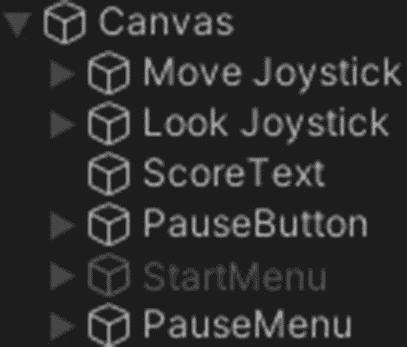 Canvas
Move Joystick
Look Joystick
ScoreText
PauseButton
StartMenu
PauseMenu